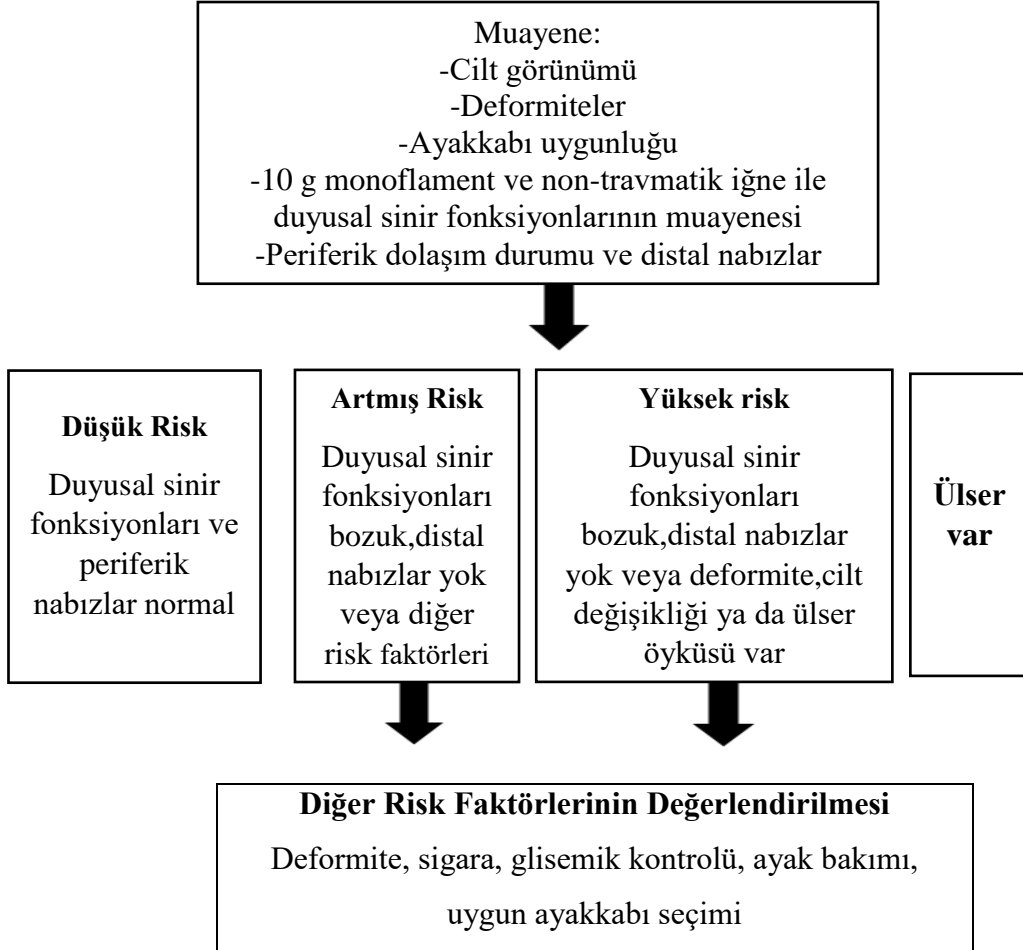 Muayene:
-Cilt görünümü
-Deformiteler
-Ayakkabı uygunluğu
-10 g monoflament ve non-travmatik iğne ile
duyusal sinir fonksiyonlarının muayenesi
-Periferik dolaşım durumu ve distal nabızlar
Düşük Risk
Duyusal sinir
fonksiyonları ve
periferik
nabızlar normal
Artmış Risk
Duyusal sinir
fonksiyonları
bozuk,distal
nabızlar yok
veya diğer
risk faktörleri
Yüksek risk
Duyusal sinir
fonksiyonları
bozuk,distal nabızlar
yok veya deformite,cilt
değişikliği ya da ülser
öyküsü var
Ülser
var
Diğer Risk Faktörlerinin Değerlendirilmesi
Deformite, sigara, glisemik kontrolü, ayak bakımı,
uygun ayakkabı seçimi